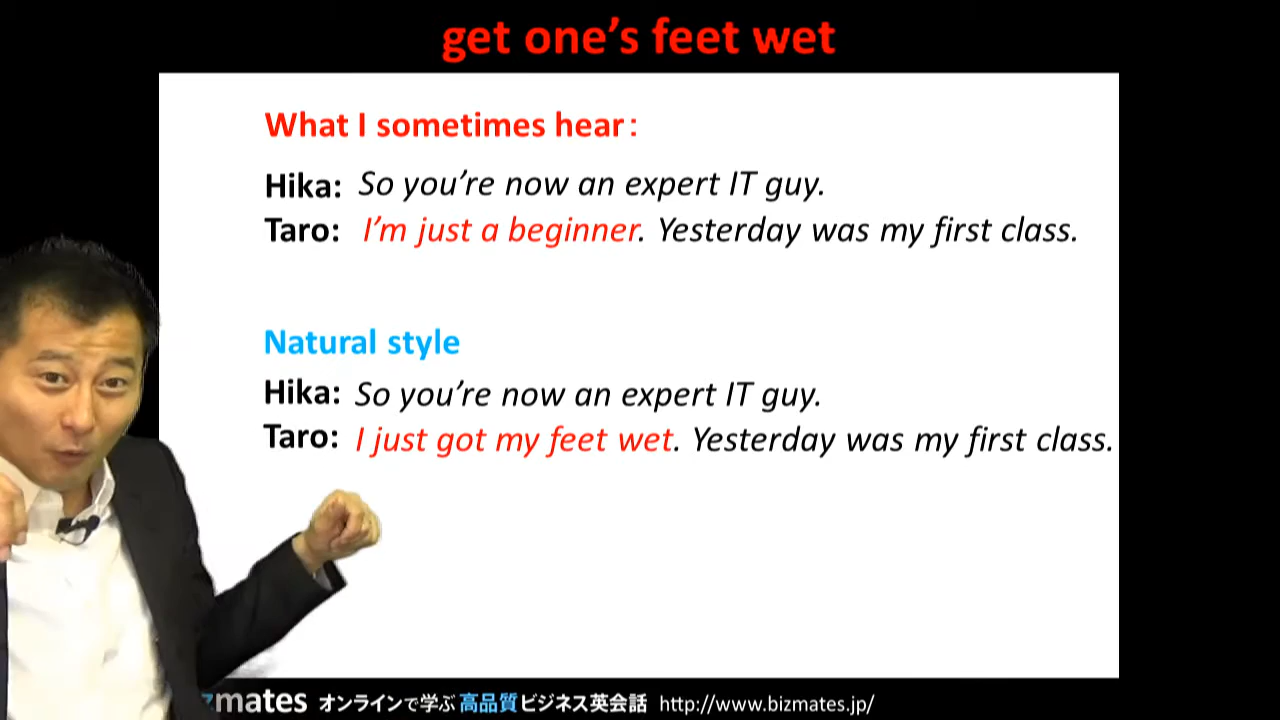 get one's feet wet
What I sometimes hear:
Hika: So you're now an expert IT guy.
Taro: I'm just a beginner. Yesterday was my first class.
Natural style
Hika: So you're now an expert IT guy.
Taro: I just got my feet wet. Yesterday was my first class.
zmates オンラインで学ぶ 高品質ビジネス英会話 http://www.bizmates.jp/